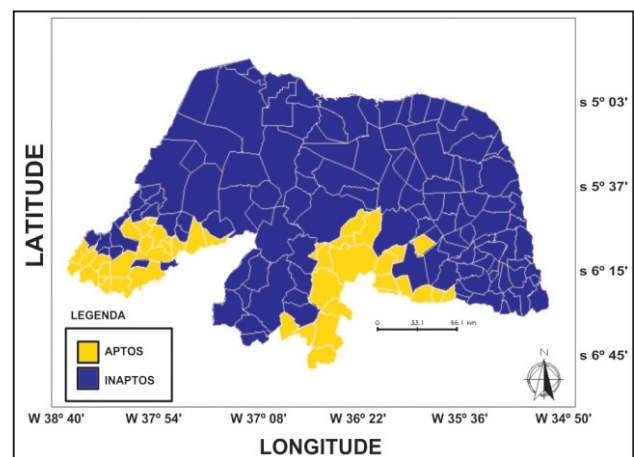 LATITUDE
s 5º 03'
s 5º 37'
s 6º 15'
s 6º 45'
LEGENDA
APTOS
INAPTOS
0 33.1 66.1 km
N
W 38º 40' W 37º 54' W 37º 08' W 36º 22' W 35º 36' W 34º 50'
LONGITUDE